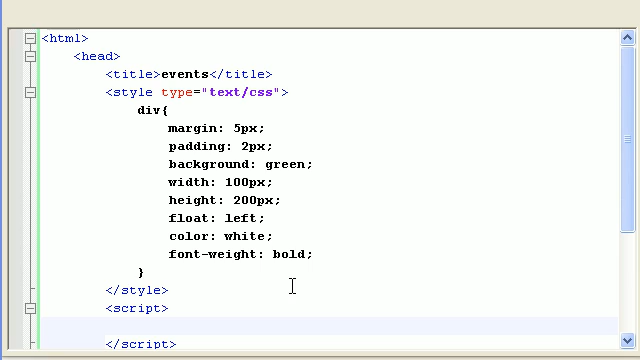 <html>
<head>
<title>events</title>
<style type="text/css">
div{
margin: 5px;
padding: 2px;
background: green;
width: 100px;
height: 200px;
float: left;
color: white;
font-weight: bold;
}
</style>
<script>
</script>